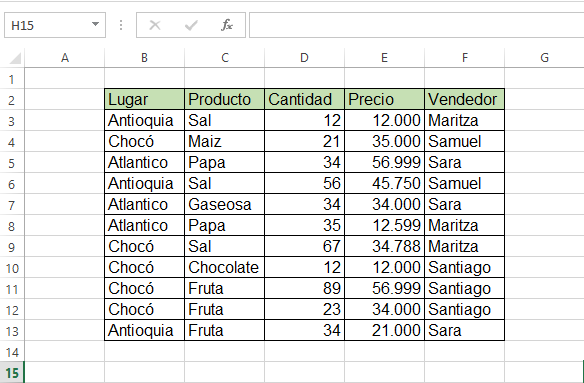 H15 fx
A B C D E F G
1
2 Lugar Producto Cantidad Precio Vendedor
3 Antioquia Sal 12 12.000 Maritza
4 Chocó Maiz 21 35.000 Samuel
5 Atlantico Papa 34 56.999 Sara
6 Antioquia Sal 56 45.750 Samuel
7 Atlantico Gaseosa 34 34.000 Sara
8 Atlantico Papa 35 12.599 Maritza
9 Chocó Sal 67 34.788 Maritza
10 Chocó Chocolate 12 12.000 Santiago
11 Chocó Fruta 89 56.999 Santiago
12 Chocó Fruta 23 34.000 Santiago
13 Antioquia Fruta 34 21.000 Sara
14
15